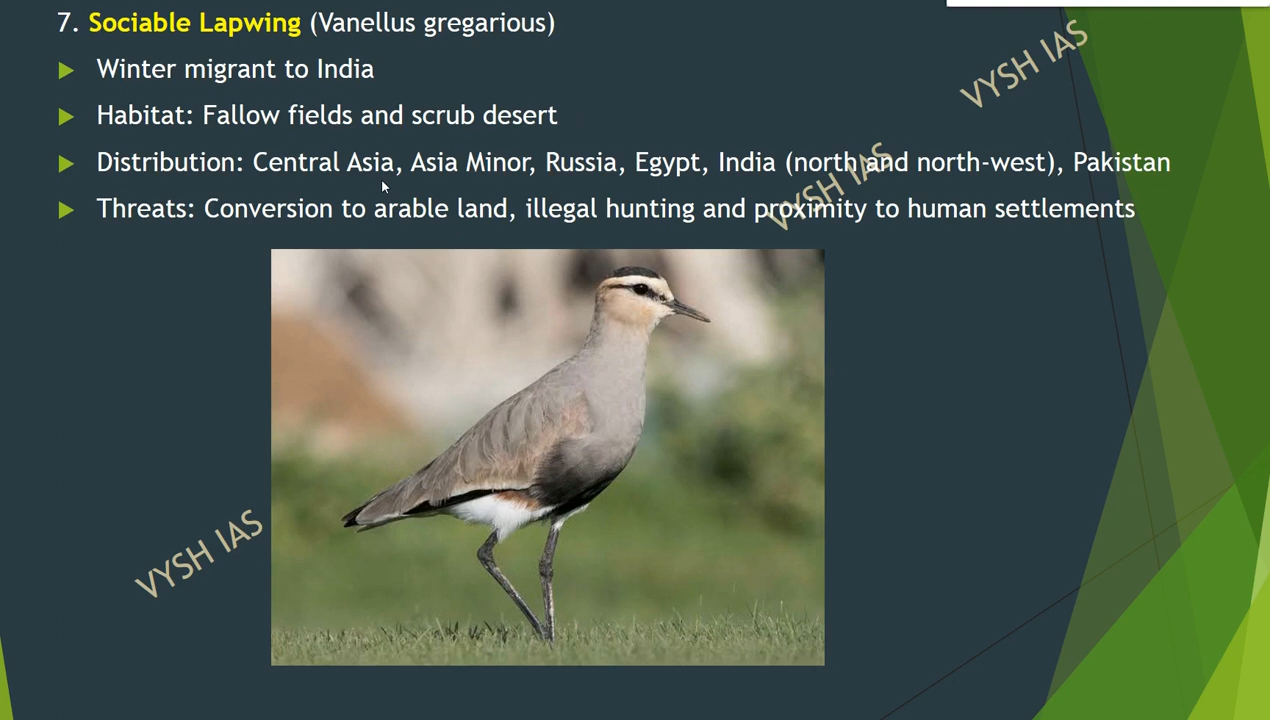 7. Sociable Lapwing (Vanellus gregarious)
Winter migrant to India
Habitat: Fallow fields and scrub desert
Distribution: Central Asia, Asia Minor, Russia, Egypt, India (north and north-west), Pakistan
Threats: Conversion to arable land, illegal hunting and proximity to human settlements
VYSH IAS
VYSH IAS
VYSH IAS